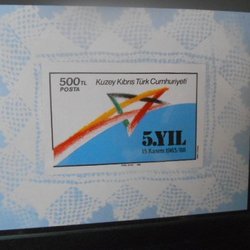 500TL Kuzey Kıbrıs Türk Cumhuriyeti
POSTA
5.YIL
15 Kasım 1983/88